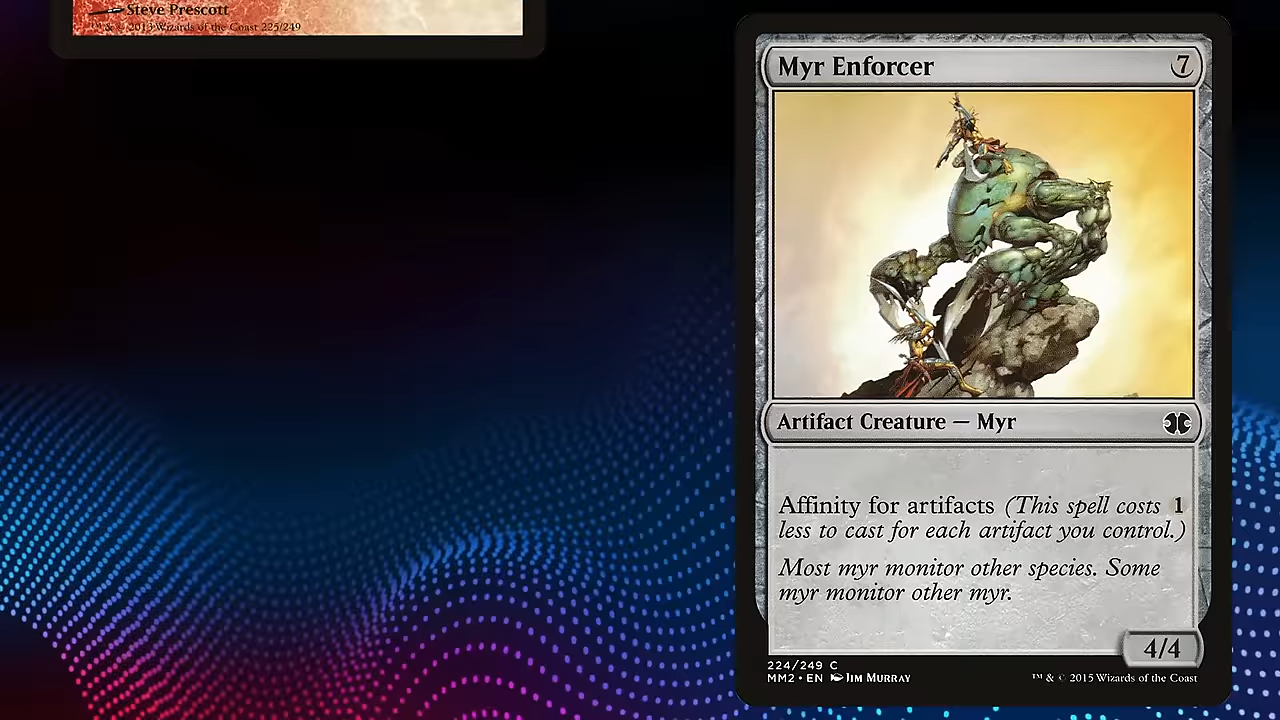 Steve Prescott
™ & © 2013 Wizards of the Coast 225/249
Myr Enforcer 7
Artifact Creature — Myr
Affinity for artifacts (This spell costs 1
less to cast for each artifact you control.)
Most myr monitor other species. Some
myr monitor other myr.
4/4
224/249 C
MM2 • EN Jim Murray
™ & © 2015 Wizards of the Coast